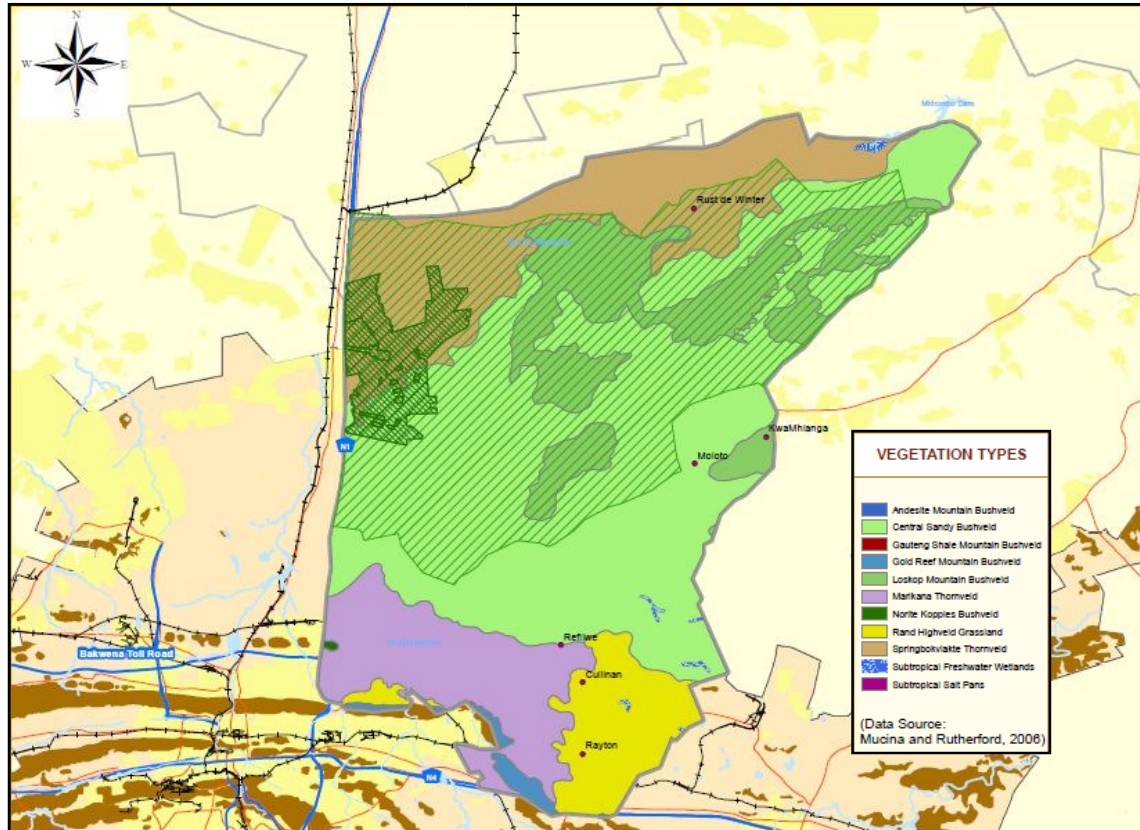 N
W
E
S
Mkhombo Dam
Rust de Winter
KwaMhlanga
Moloto
N1
VEGETATION TYPES
Andesite Mountain Bushveld
Central Sandy Bushveld
Gauteng Shale Mountain Bushveld
Gold Reef Mountain Bushveld
Loskop Mountain Bushveld
Marikana Thornveld
Norite Koppies Bushveld
Rand Highveld Grassland
Springbokvlakte Thornveld
Subtropical Freshwater Wetlands
Subtropical Salt Pans
(Data Source:
Mucina and Rutherford, 2006)
Refilwe
Bakwena Toll Road
Cullinan
Rayton
N4